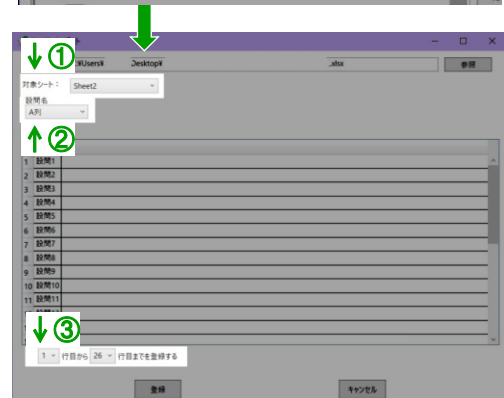 ①
:¥Users¥ Desktop¥ .xlsx 参照
対象シート： Sheet2
設問名
A列
②
1 設問1
2 設問2
3 設問3
4 設問4
5 設問5
6 設問6
7 設問7
8 設問8
9 設問9
10 設問10
11 設問11
③
1 行目から 26 行目までを登録する
登録 キャンセル